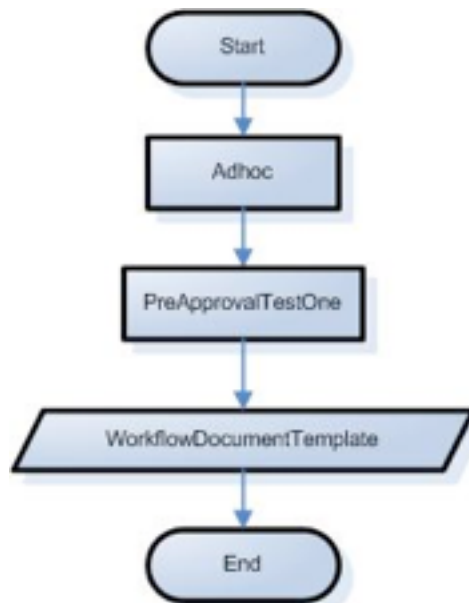 Start
Adhoc
PreApprovalTestOne
WorkflowDocumentTemplate
End